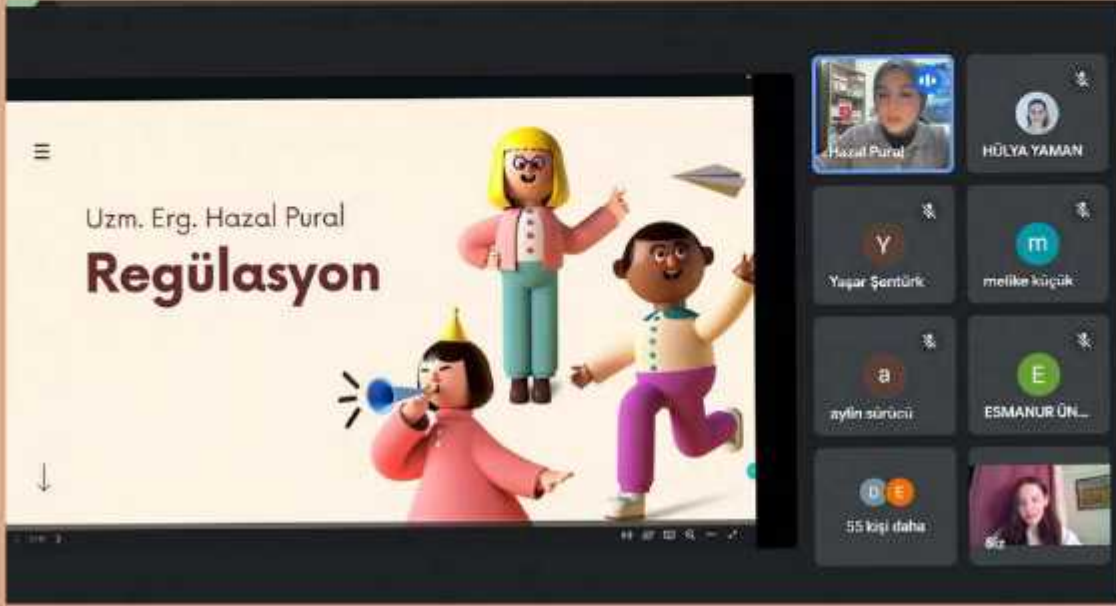 Uzm. Erg. Hazal Pural
Regülasyon
Hazal Pural
HÜLYA YAMAN
Y
Yaşar Şentürk
m
melike küçük
a
aylin sürücü
E
ESMANUR ÜN...
D E
55 kişi daha
Siz